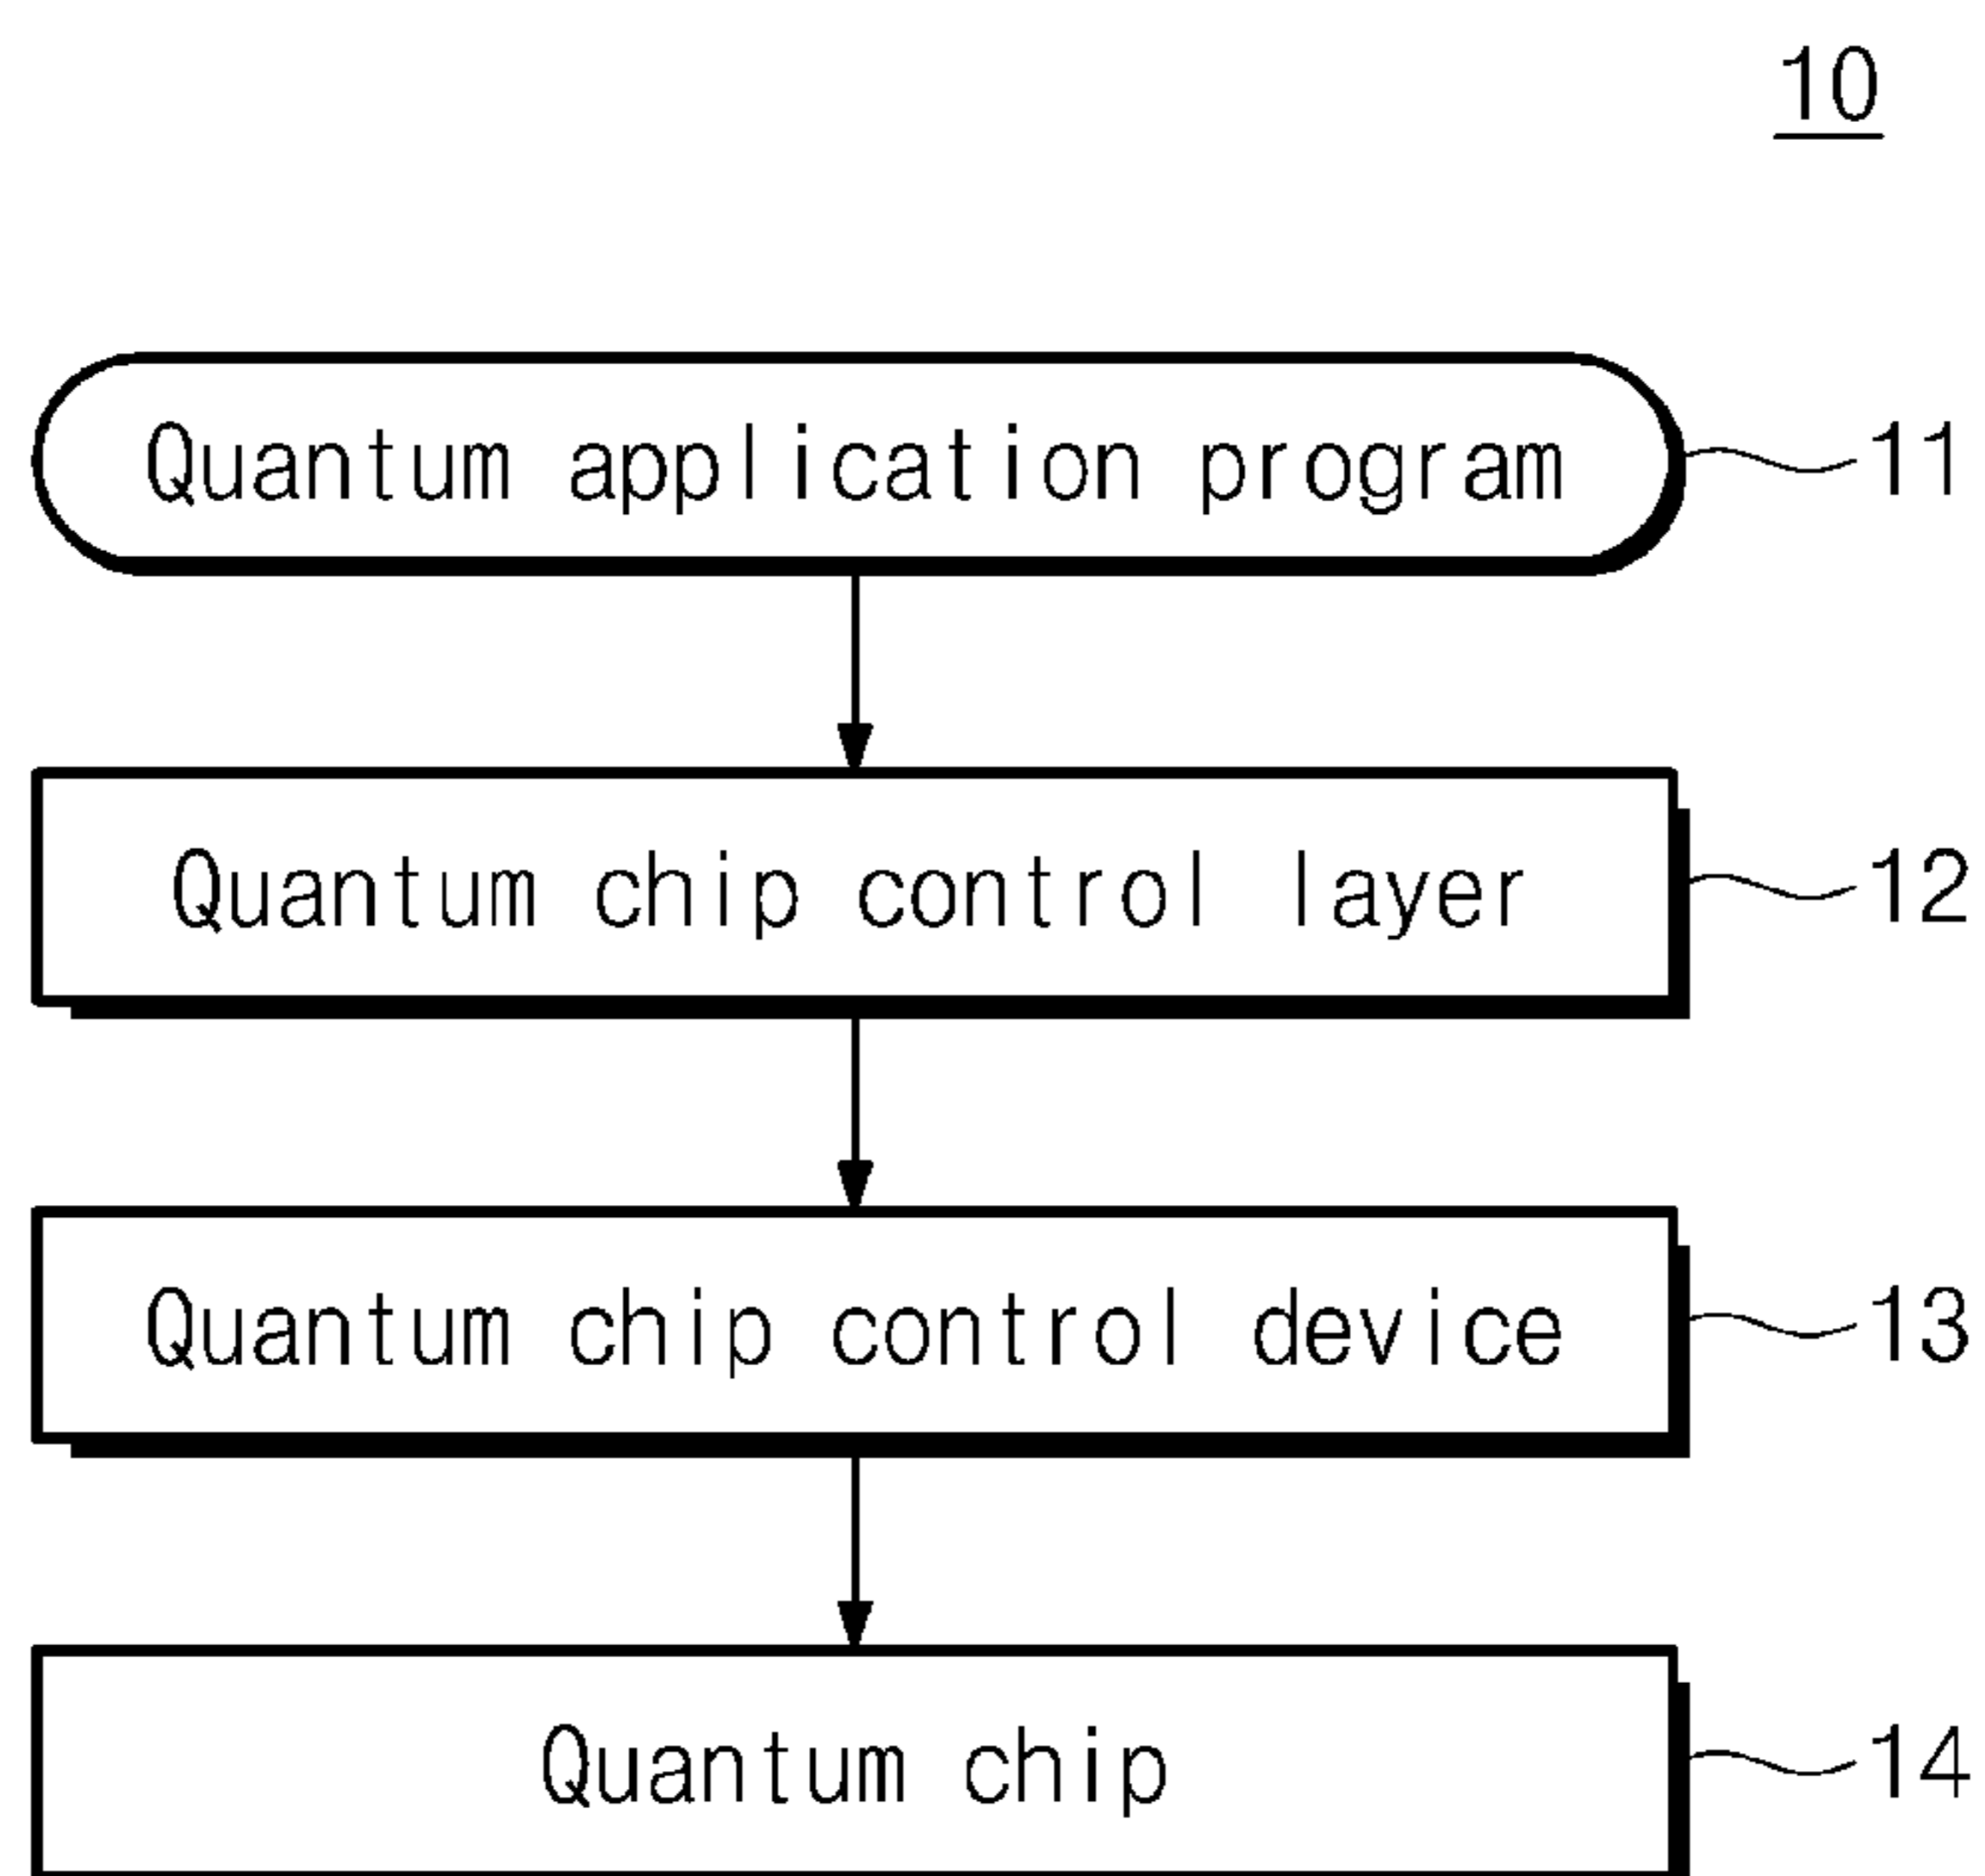 10
Quantum application program 11
Quantum chip control layer 12
Quantum chip control device 13
Quantum chip 14